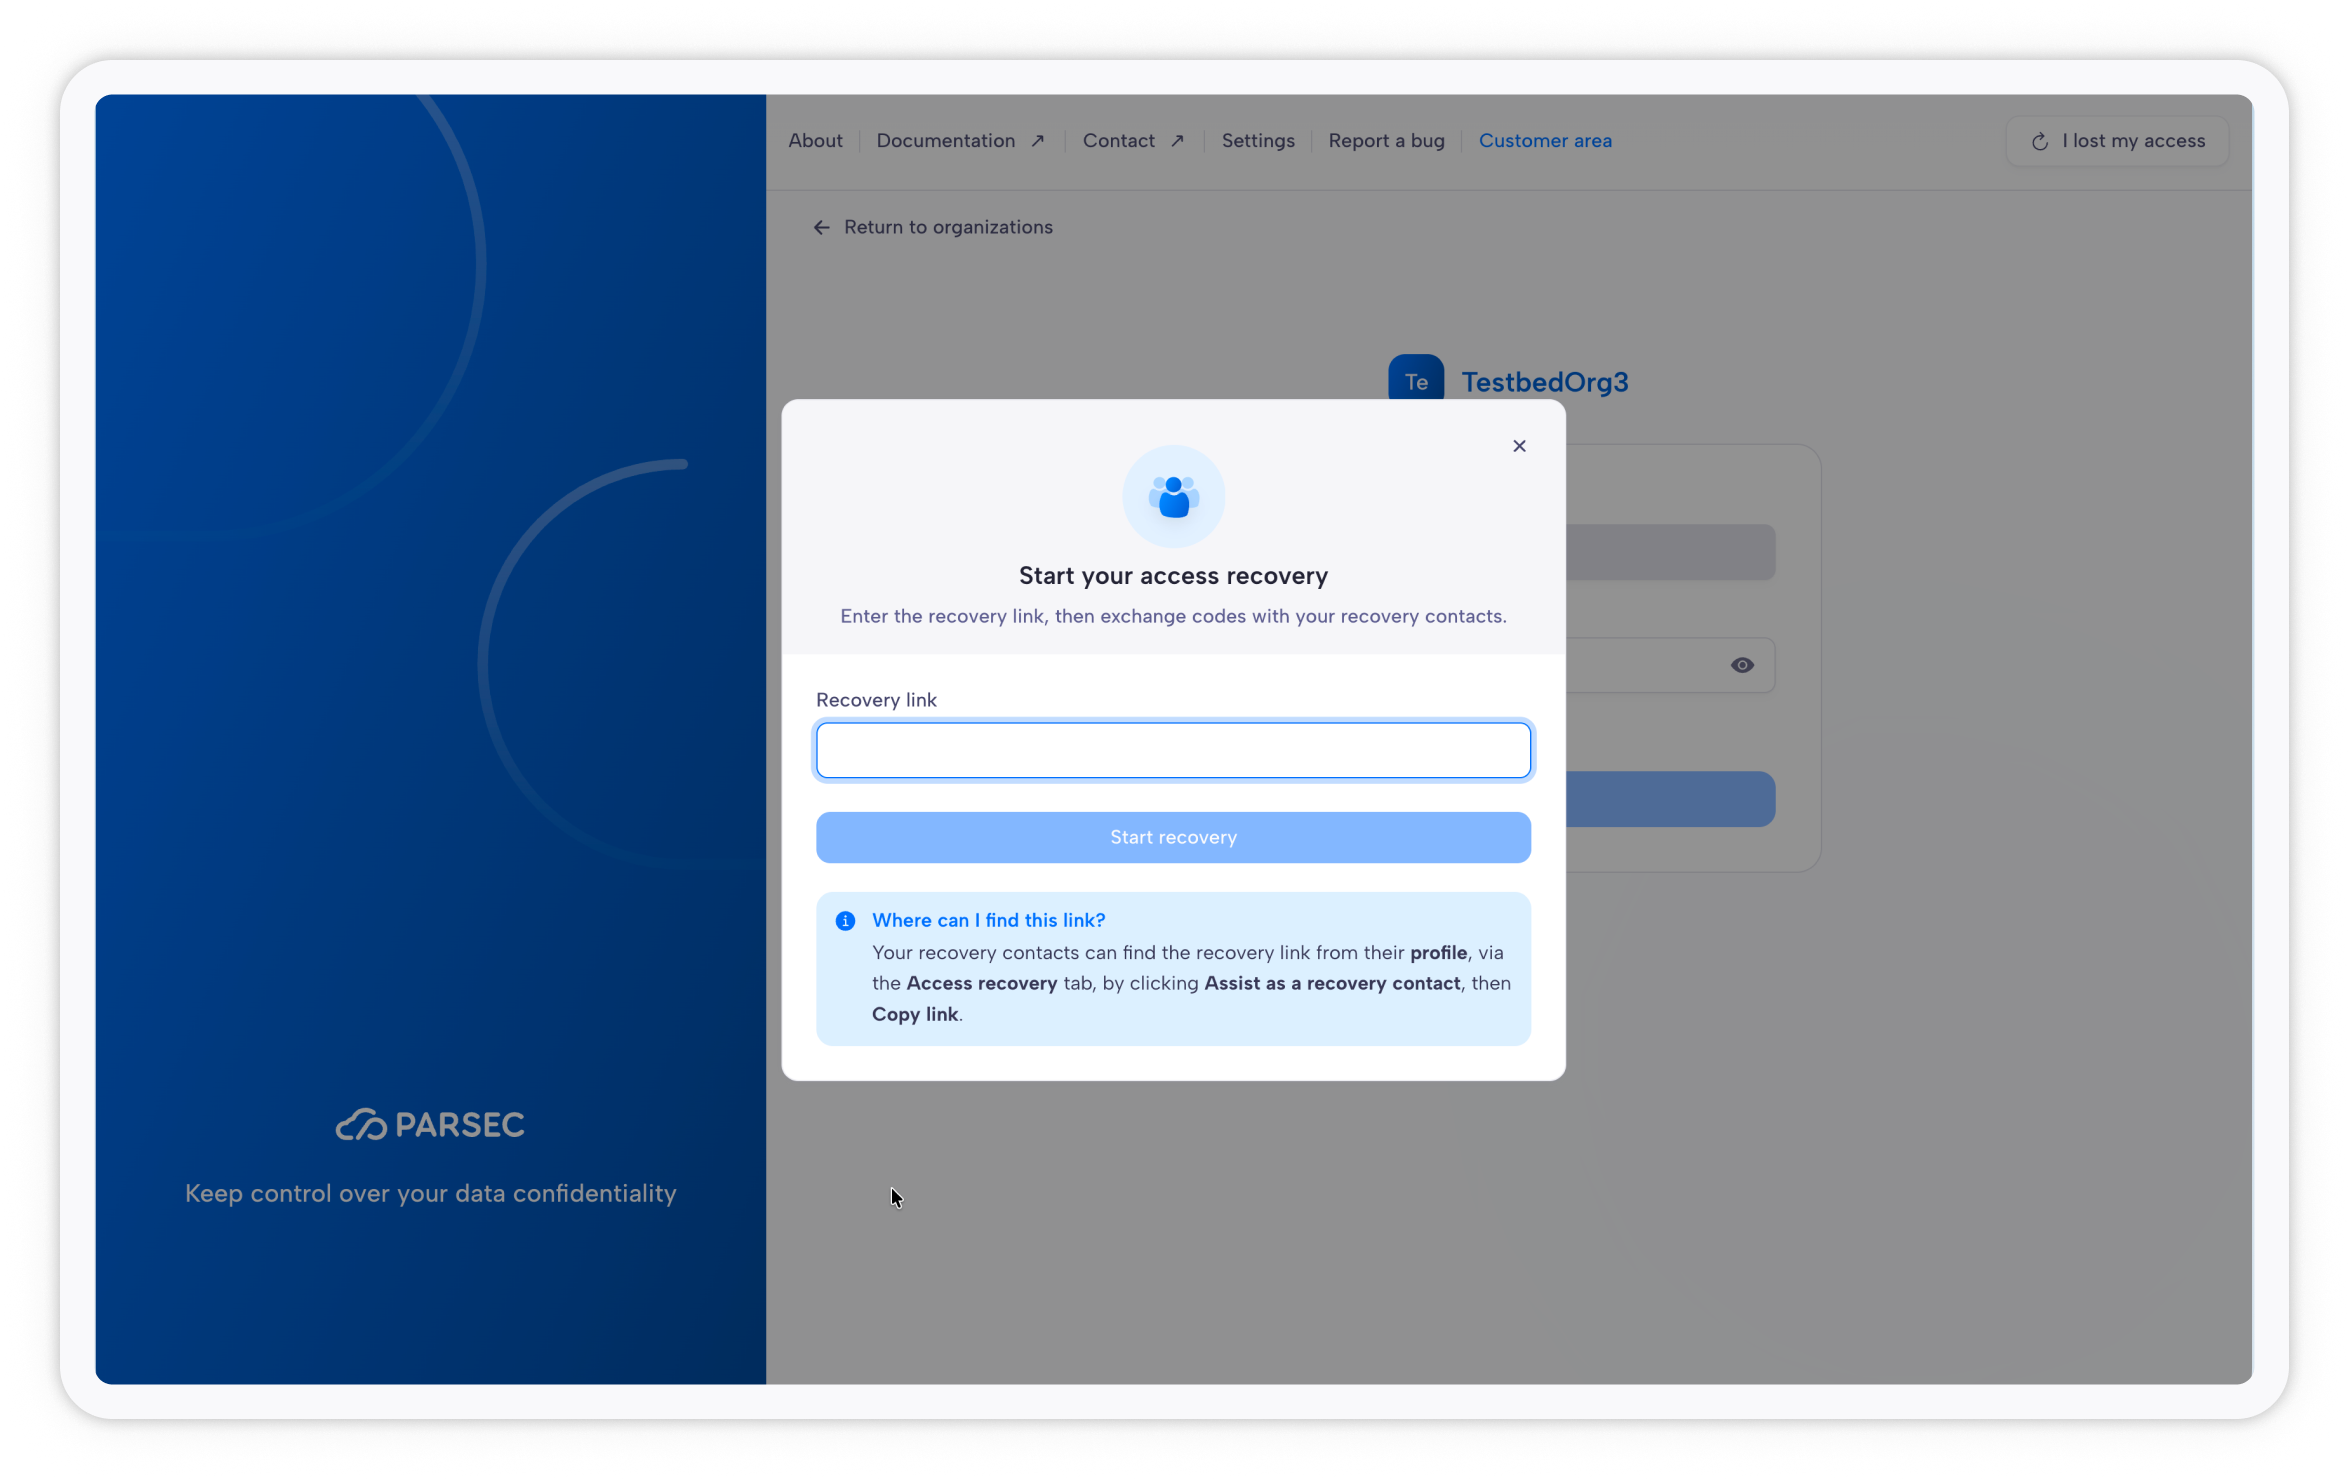 About
Documentation ↗
Contact ↗
Settings
Report a bug
Customer area
I lost my access
← Return to organizations
Te
TestbedOrg3
Start your access recovery
Enter the recovery link, then exchange codes with your recovery contacts.
Recovery link
Start recovery
Where can I find this link?
Your recovery contacts can find the recovery link from their profile, via
the Access recovery tab, by clicking Assist as a recovery contact, then
Copy link.
PARSEC
Keep control over your data confidentiality